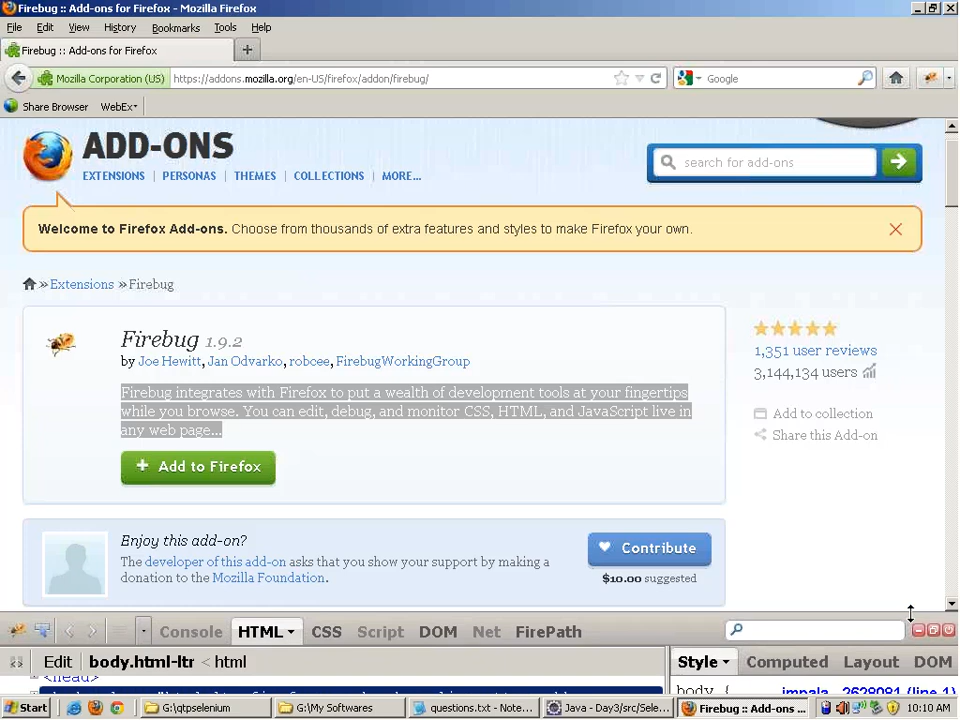 Firebug :: Add-ons for Firefox - Mozilla Firefox
File Edit View History Bookmarks Tools Help
Firebug :: Add-ons for Firefox
Mozilla Corporation (US) https://addons.mozilla.org/en-US/firefox/addon/firebug/ Google
Share Browser WebEx
ADD-ONS
EXTENSIONS PERSONAS THEMES COLLECTIONS MORE...
search for add-ons
Welcome to Firefox Add-ons. Choose from thousands of extra features and styles to make Firefox your own.
» Extensions » Firebug
Firebug 1.9.2
by Joe Hewitt, Jan Odvarko, robcee, FirebugWorkingGroup
Firebug integrates with Firefox to put a wealth of development tools at your fingertips
while you browse. You can edit, debug, and monitor CSS, HTML, and JavaScript live in
any web page...
Add to Firefox
1,351 user reviews
3,144,134 users
Add to collection
Share this Add-on
Enjoy this add-on?
The developer of this add-on asks that you show your support by making a
donation to the Mozilla Foundation.
Contribute
$10.00 suggested
Console HTML CSS Script DOM Net FirePath
Edit body.html-ltr < html
Style Computed Layout DOM
<head>
body { impala...2628081 (line 1)
Start G:\qtpselenium G:\My Softwares questions.txt - Note... Java - Day3/src/Sele... Firebug :: Add-ons ... 10:10 AM